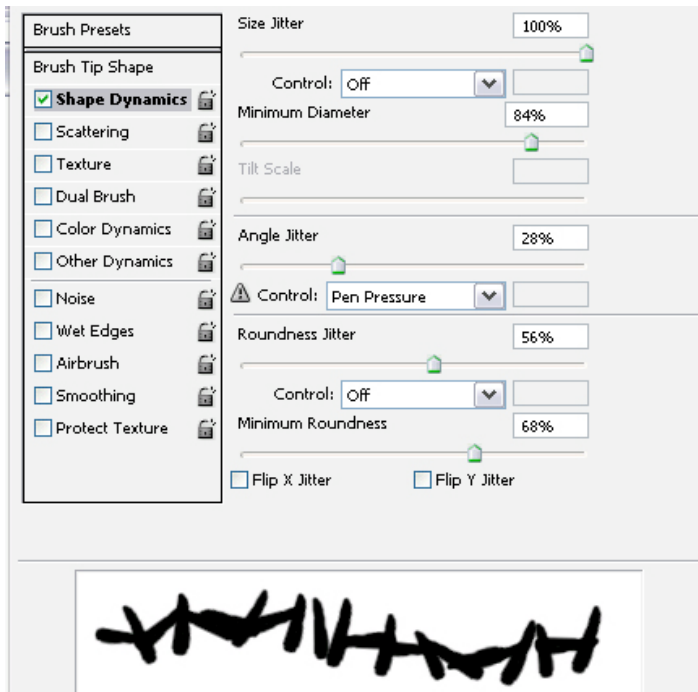 Brush Presets
Brush Tip Shape
Shape Dynamics
Scattering
Texture
Dual Brush
Color Dynamics
Other Dynamics
Noise
Wet Edges
Airbrush
Smoothing
Protect Texture
Size Jitter 100%
Control: Off
Minimum Diameter 84%
Tilt Scale
Angle Jitter 28%
Control: Pen Pressure
Roundness Jitter 56%
Control: Off
Minimum Roundness 68%
Flip X Jitter Flip Y Jitter